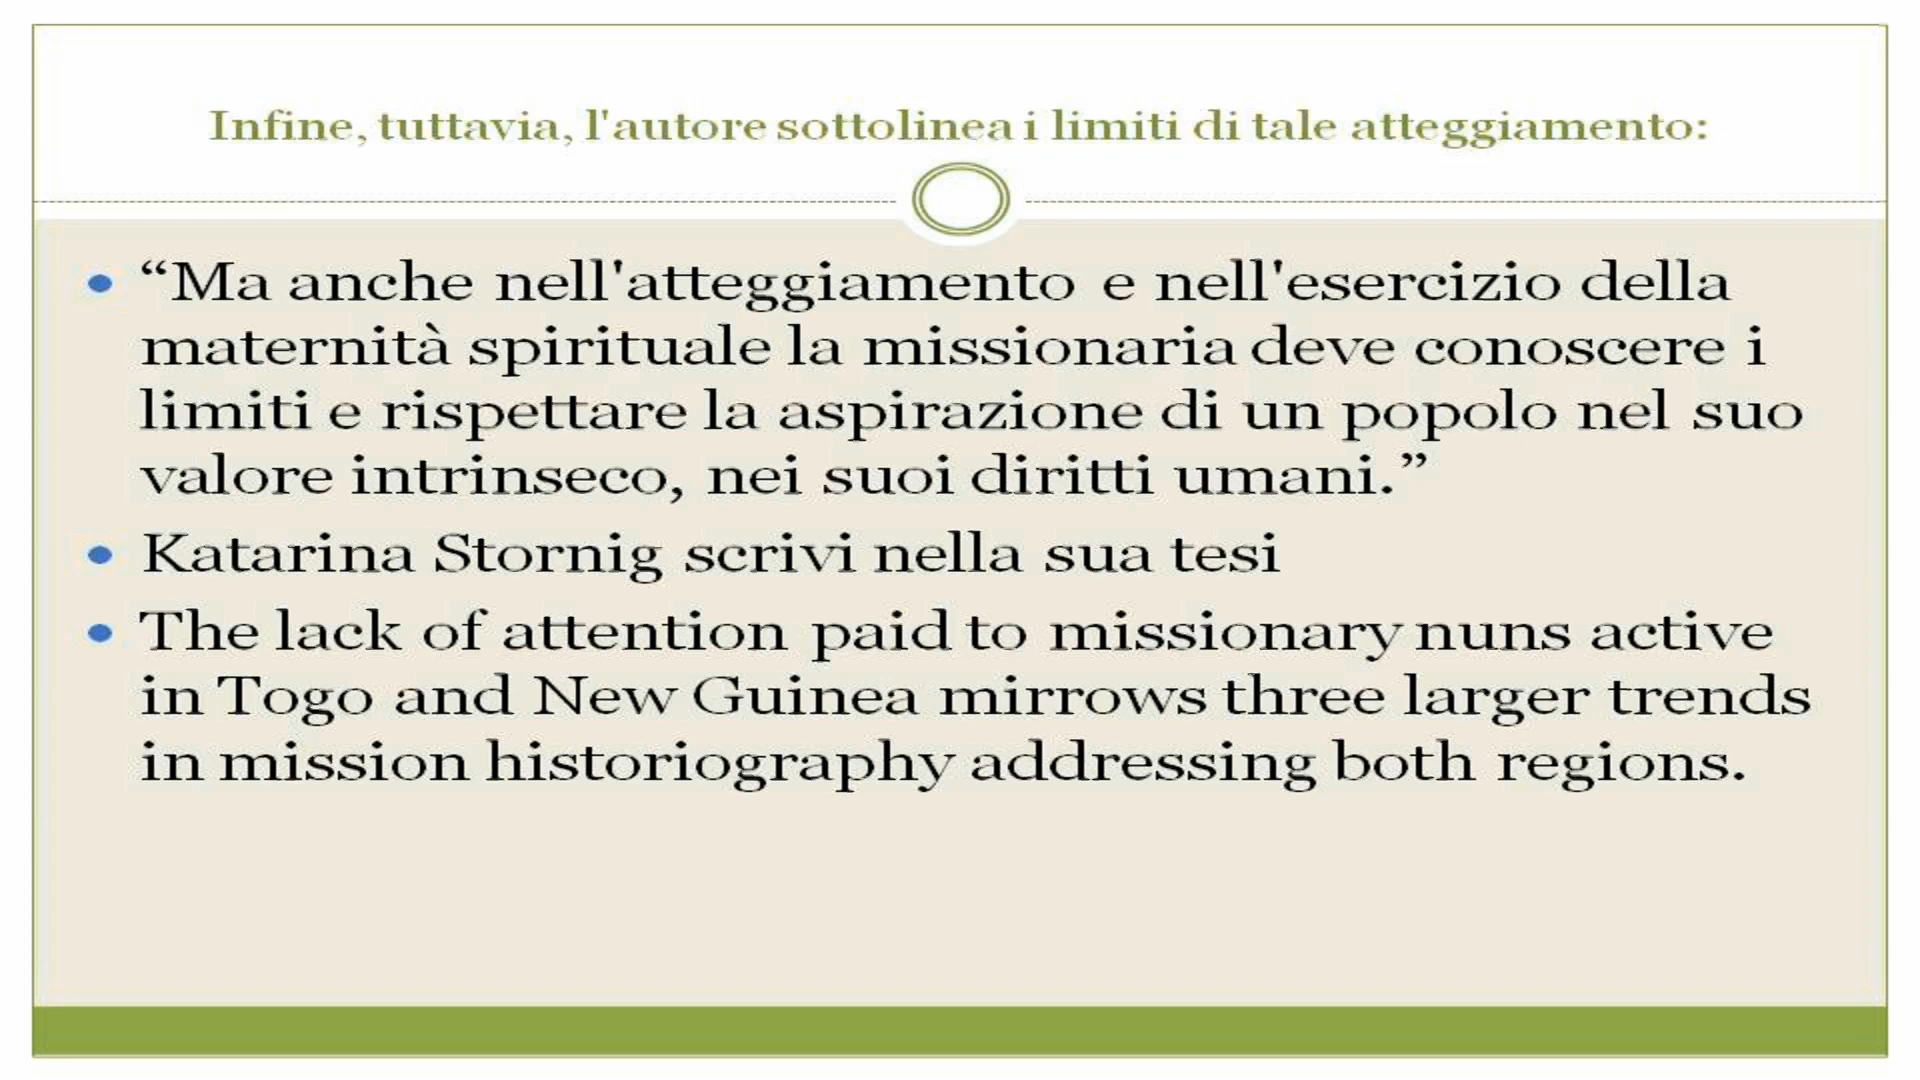 Infine, tuttavia, l'autore sottolinea i limiti di tale atteggiamento:
• “Ma anche nell'atteggiamento e nell'esercizio della
maternità spirituale la missionaria deve conoscere i
limiti e rispettare la aspirazione di un popolo nel suo
valore intrinseco, nei suoi diritti umani.”
• Katarina Stornig scrivi nella sua tesi
• The lack of attention paid to missionary nuns active
in Togo and New Guinea mirrows three larger trends
in mission historiography addressing both regions.